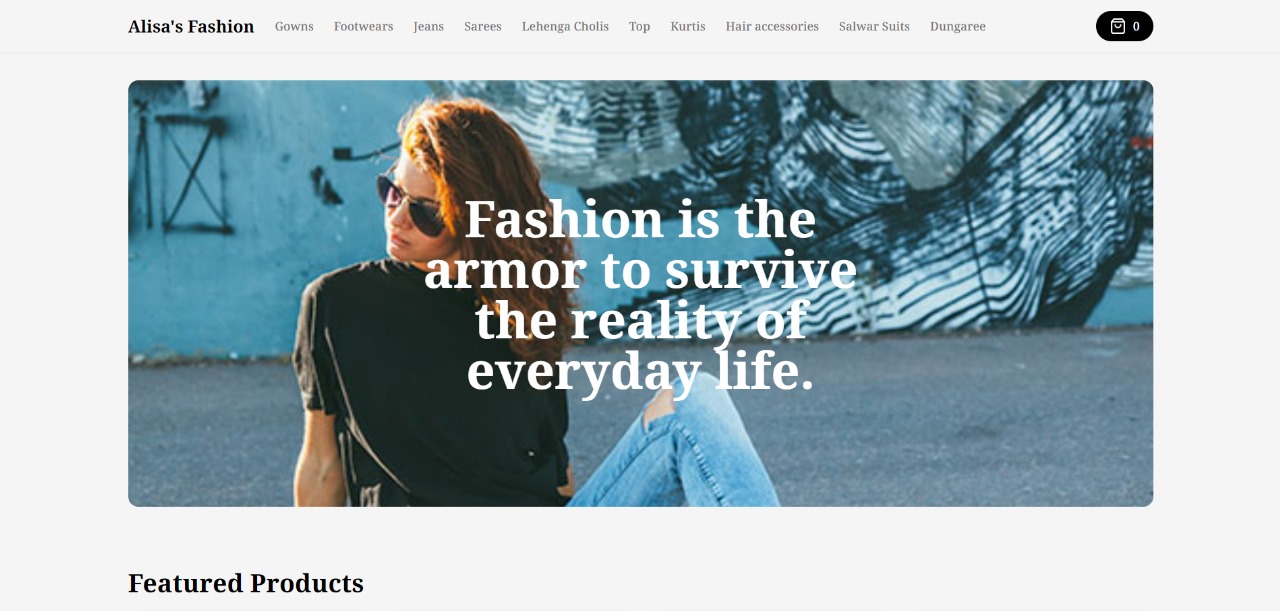 Alisa's Fashion Gowns Footwears Jeans Sarees Lehenga Cholis Top Kurtis Hair accessories Salwar Suits Dungaree 0
Fashion is the
armor to survive
the reality of
everyday life.
Featured Products